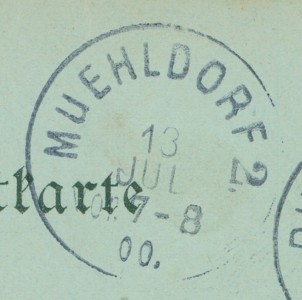 MUEHLDORF 2.
13
JUL
7-8
00.
tkarte